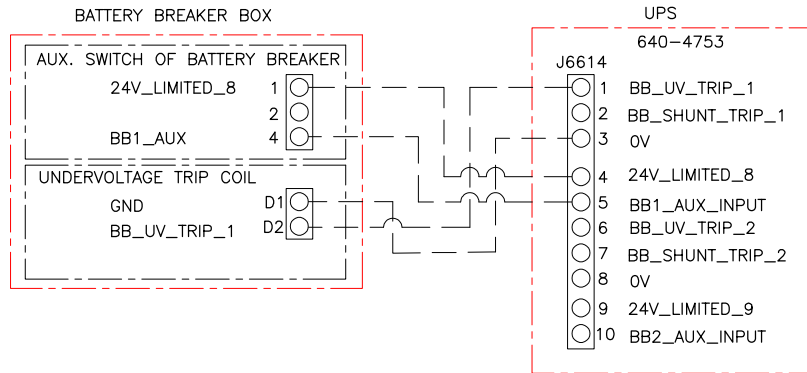 BATTERY BREAKER BOX
AUX. SWITCH OF BATTERY BREAKER
24V_LIMITED_8 1
2
BB1_AUX 4
UNDERVOLTAGE TRIP COIL
GND D1
BB_UV_TRIP_1 D2
UPS
640-4753
J6614
1 BB_UV_TRIP_1
2 BB_SHUNT_TRIP_1
3 0V
4 24V_LIMITED_8
5 BB1_AUX_INPUT
6 BB_UV_TRIP_2
7 BB_SHUNT_TRIP_2
8 0V
9 24V_LIMITED_9
10 BB2_AUX_INPUT